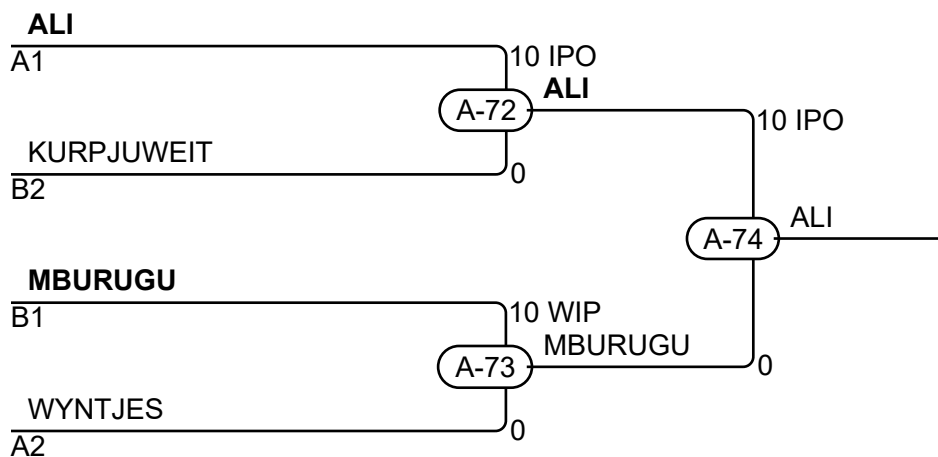 ALI
A1
10 IPO
A-72
ALI
KURPJUWEIT
B2
0
10 IPO
A-74
ALI
MBURUGU
B1
10 WIP
A-73
MBURUGU
0
WYNTJES
A2
0